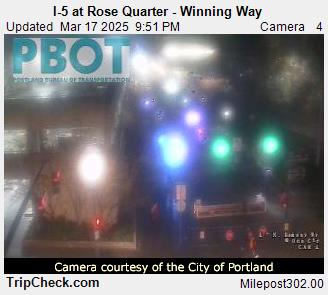 I-5 at Rose Quarter - Winning Way
Updated Mar 17 2025 9:51 PM Camera 4
PBOT
PORTLAND BUREAU OF TRANSPORTATION
Camera courtesy of the City of Portland
TripCheck.com Milepost302.00